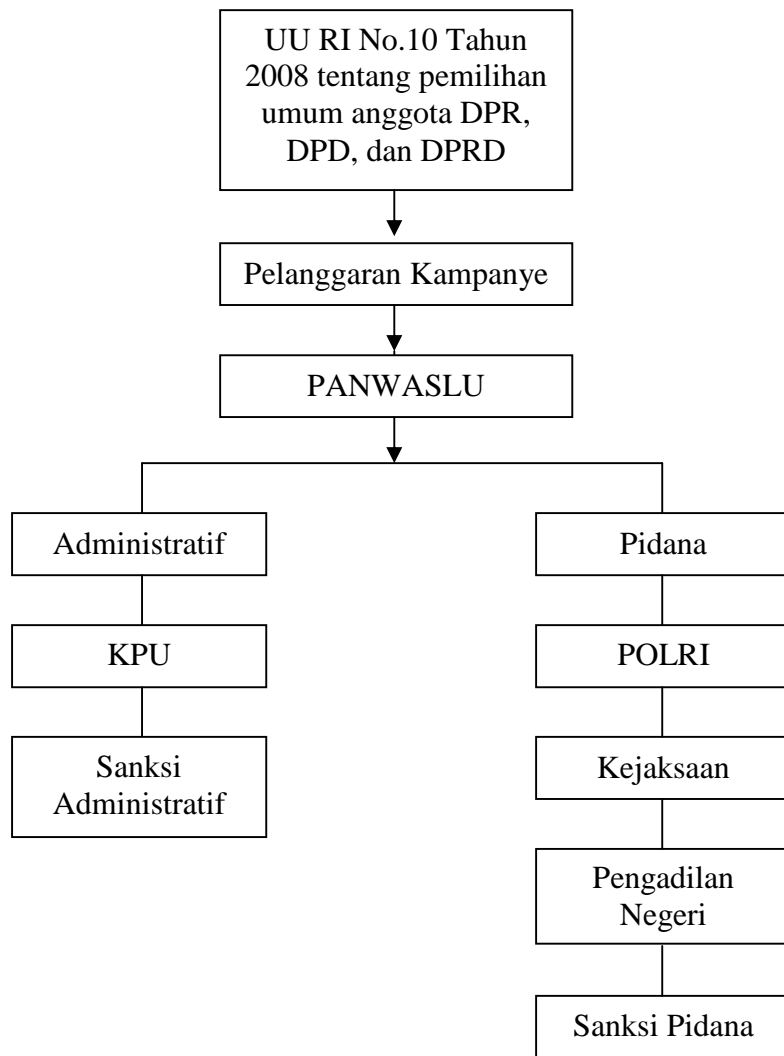 UU RI No.10 Tahun
2008 tentang pemilihan
umum anggota DPR,
DPD, dan DPRD
Pelanggaran Kampanye
PANWASLU
Administratif
KPU
Sanksi
Administratif
Pidana
POLRI
Kejaksaan
Pengadilan
Negeri
Sanksi Pidana